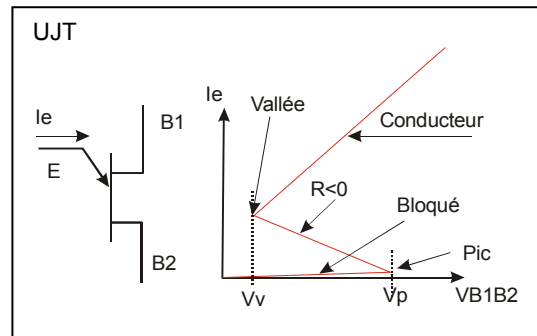 UJT
Ie
B1
E
B2
Ie
Vallée
Conducteur
R<0
Bloqué
Pic
Vv
Vp
VB1B2